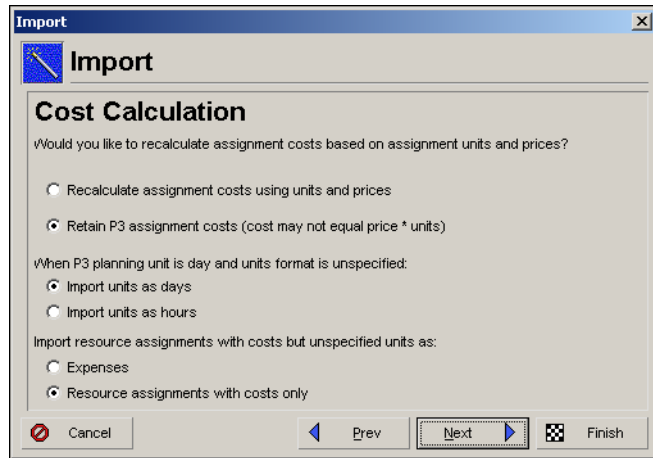 Import
Import
Cost Calculation
Would you like to recalculate assignment costs based on assignment units and prices?
Recalculate assignment costs using units and prices
Retain P3 assignment costs (cost may not equal price * units)
When P3 planning unit is day and units format is unspecified:
Import units as days
Import units as hours
Import resource assignments with costs but unspecified units as:
Expenses
Resource assignments with costs only
Cancel Prev Next Finish